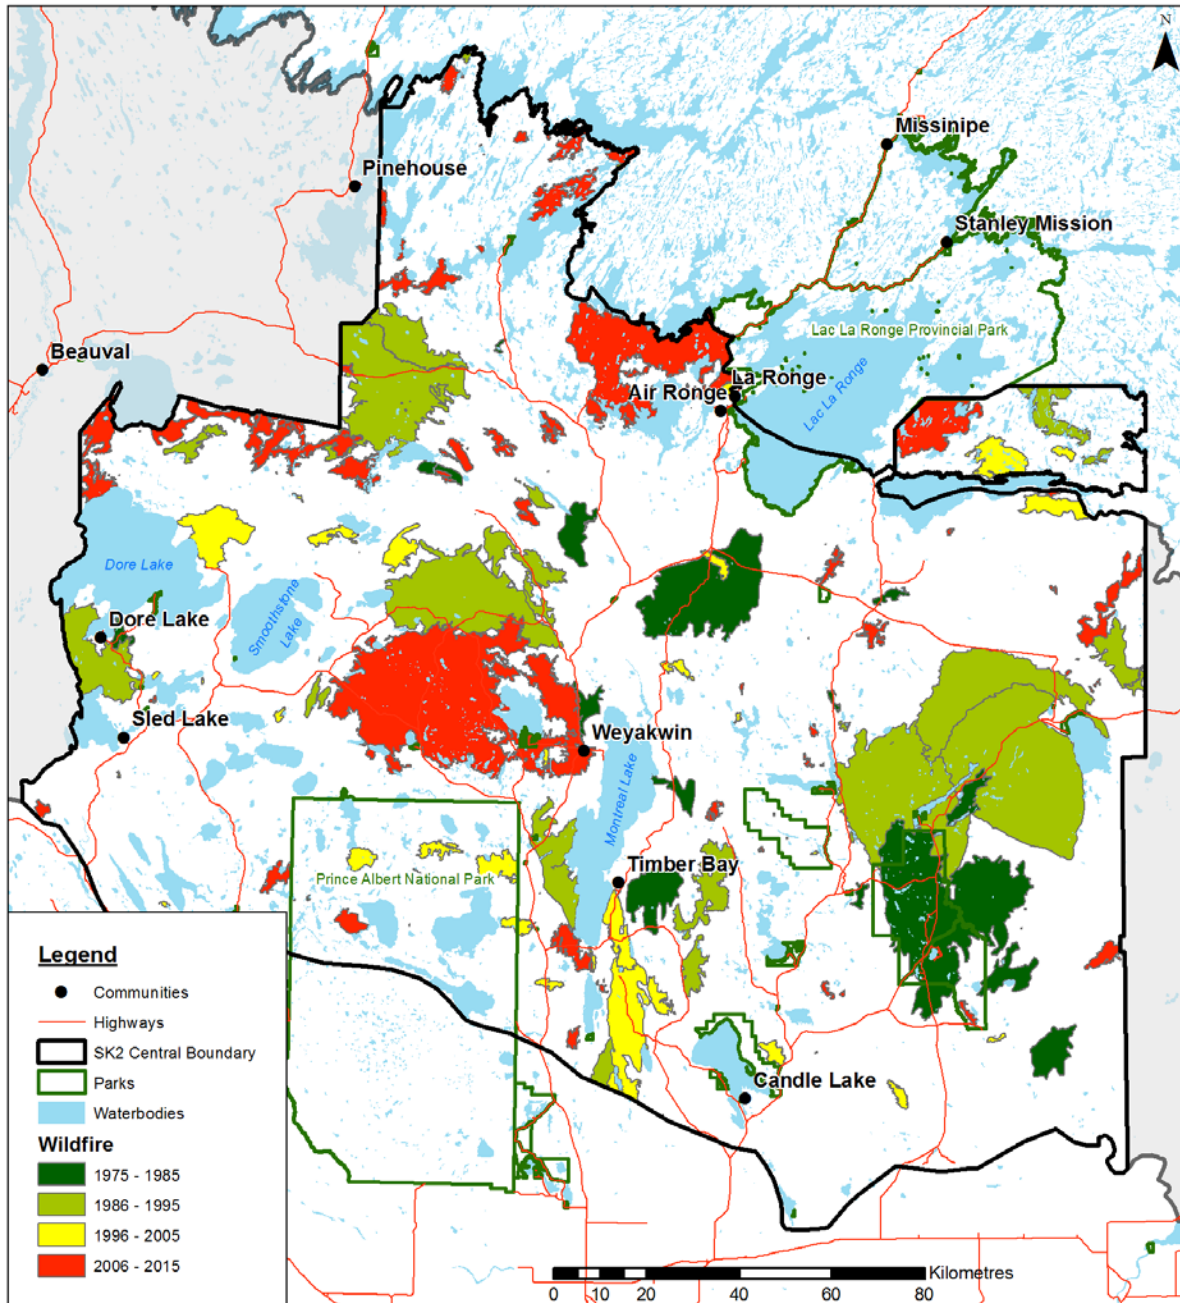 N
Missinipe
Pinehouse
Stanley Mission
Lac La Ronge Provincial Park
Beauval
La Ronge
Air Ronge
Lac La Ronge
Dore Lake
Smoothstone
Lake
Dore Lake
Sled Lake
Weyakwin
Montreal Lake
Timber Bay
Prince Albert National Park
Candle Lake
Legend
Communities
Highways
SK2 Central Boundary
Parks
Waterbodies
Wildfire
1975 - 1985
1986 - 1995
1996 - 2005
2006 - 2015
Kilometres
0 10 20 40 60 80